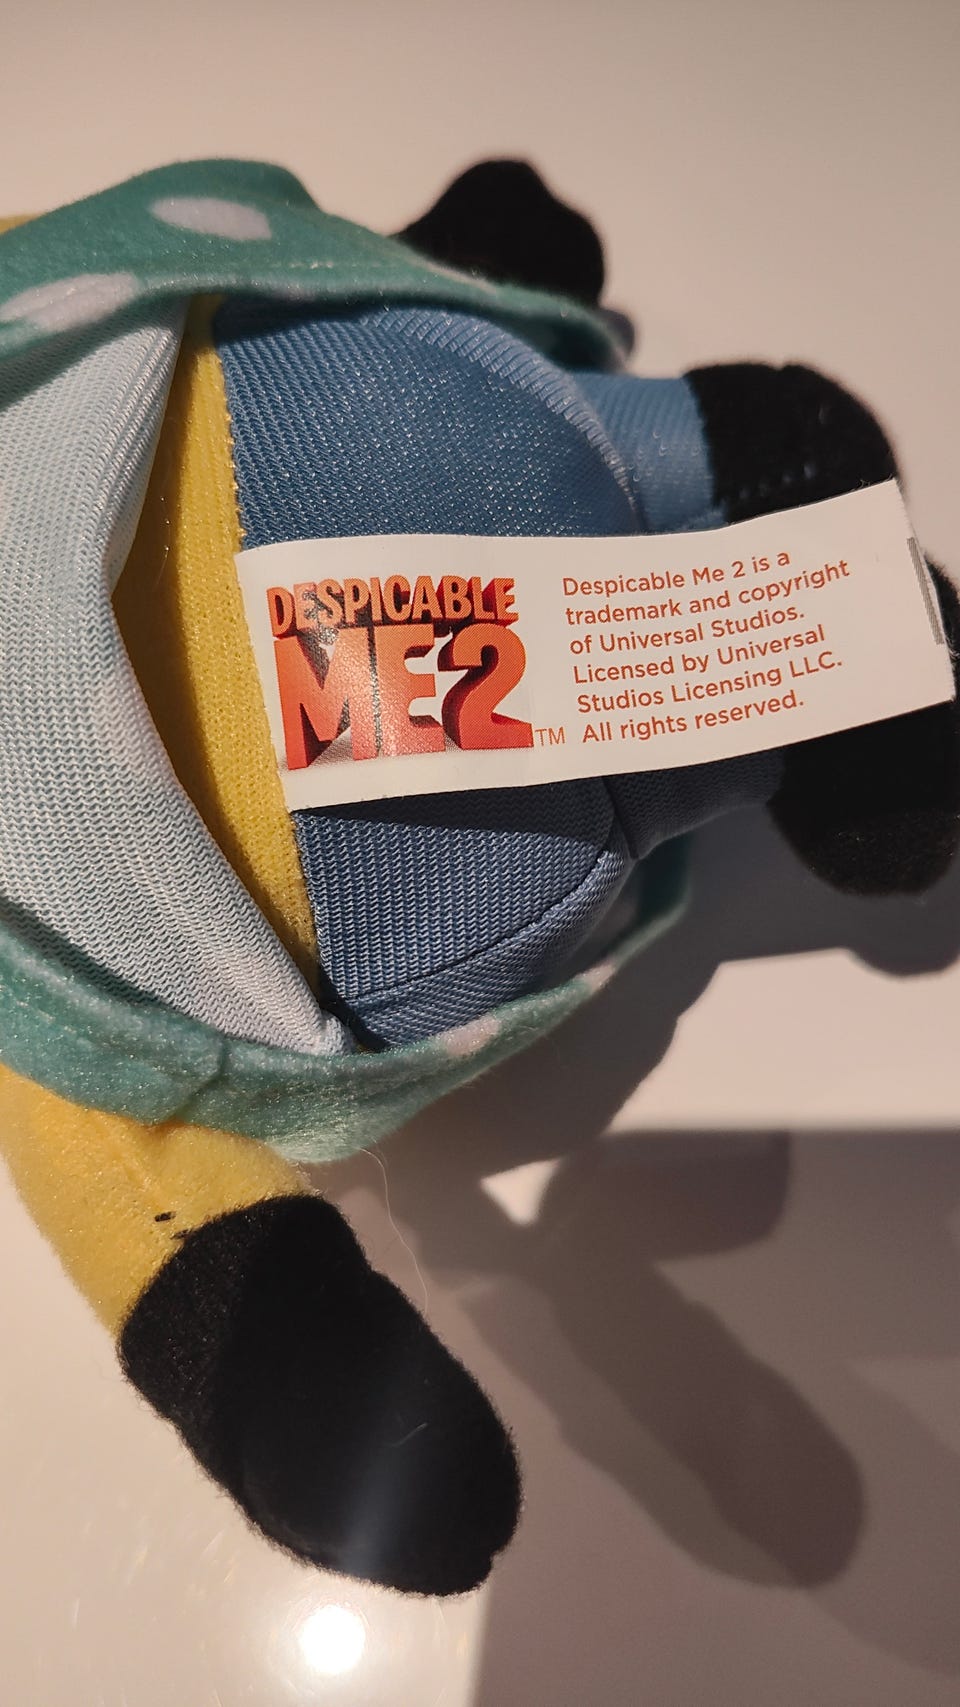 DESPICABLE
ME2
TM
Despicable Me 2 is a
trademark and copyright
of Universal Studios.
Licensed by Universal
Studios Licensing LLC.
All rights reserved.